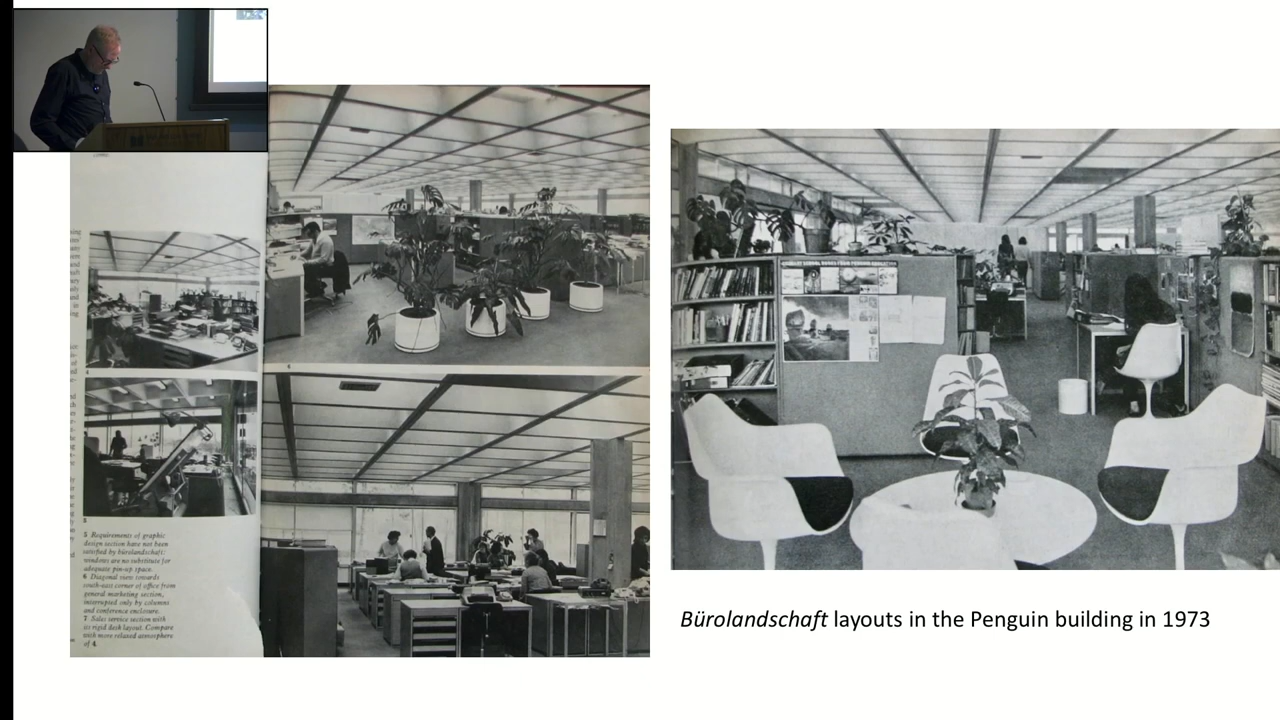 5 Requirements of graphic
design section have not been
satisfied by bürolandschaft:
windows are no substitute for
adequate pin-up space.
6 Diagonal view towards
south-east corner of office from
general marketing section,
interrupted only by columns
and conference enclosure.
7 Sales service section with
its rigid desk layout. Compare
with more relaxed atmosphere
of 4.
Bürolandschaft layouts in the Penguin building in 1973